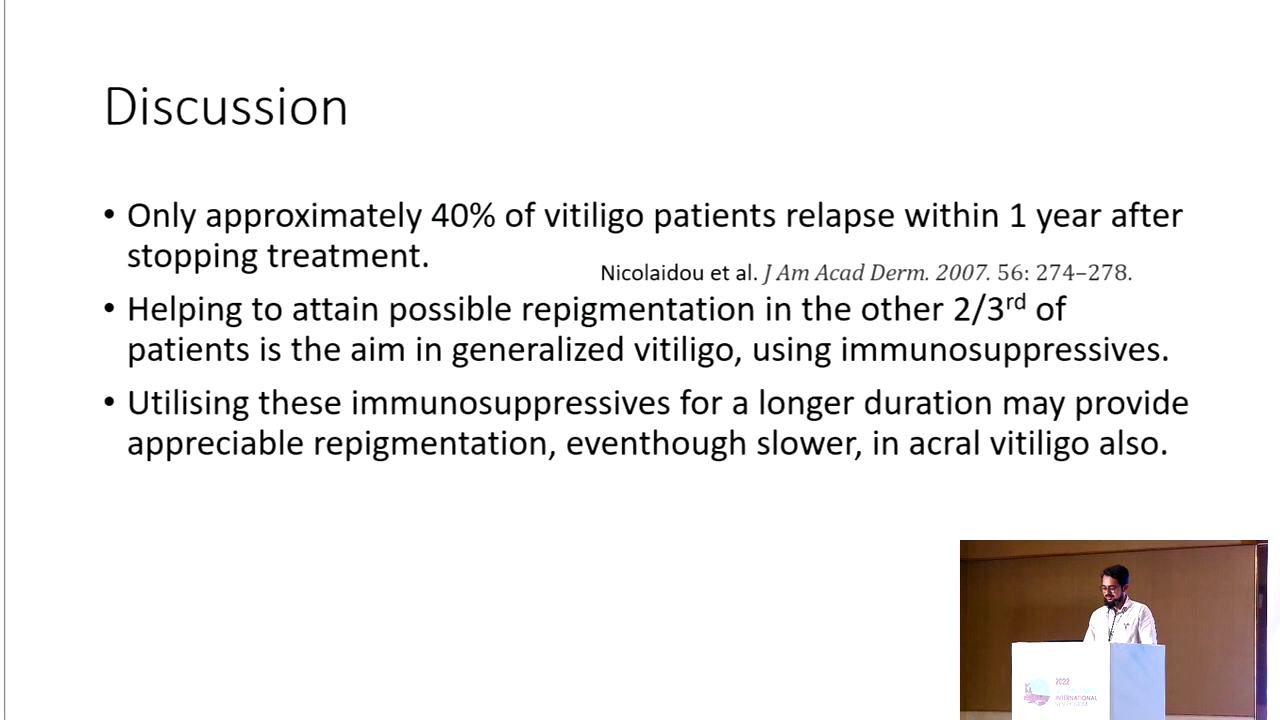 Discussion
• Only approximately 40% of vitiligo patients relapse within 1 year after
stopping treatment.
Nicolaidou et al. J Am Acad Derm. 2007. 56: 274–278.
• Helping to attain possible repigmentation in the other 2/3rd of
patients is the aim in generalized vitiligo, using immunosuppressives.
• Utilising these immunosuppressives for a longer duration may provide
appreciable repigmentation, eventhough slower, in acral vitiligo also.
2022
INTERNATIONAL